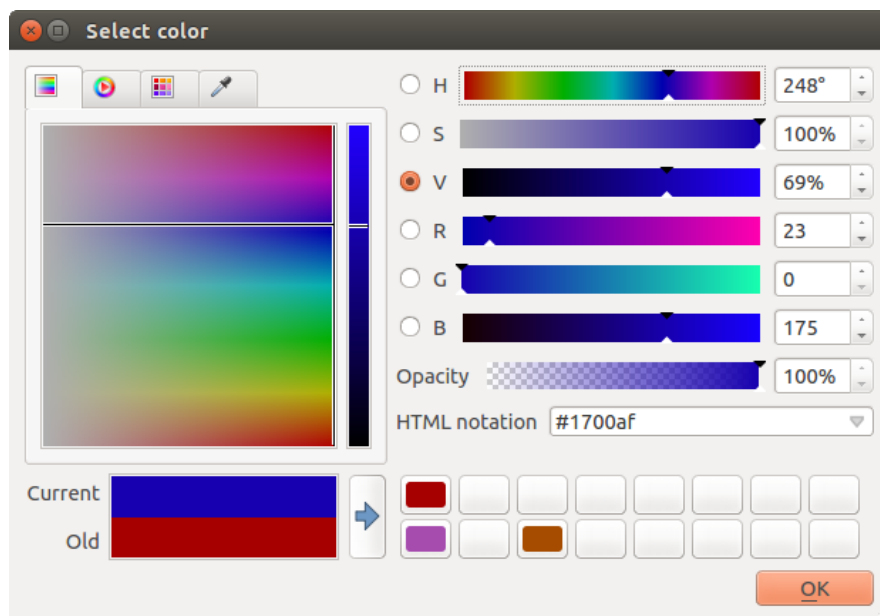 Select color
H 248°
S 100%
V 69%
R 23
G 0
B 175
Opacity 100%
HTML notation #1700af
Current
Old
OK